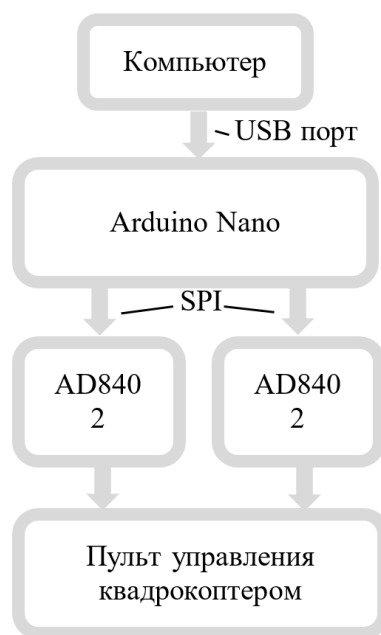 Компьютер
USB порт
Arduino Nano
SPI
AD840
2
AD840
2
Пульт управления
квадрокоптером